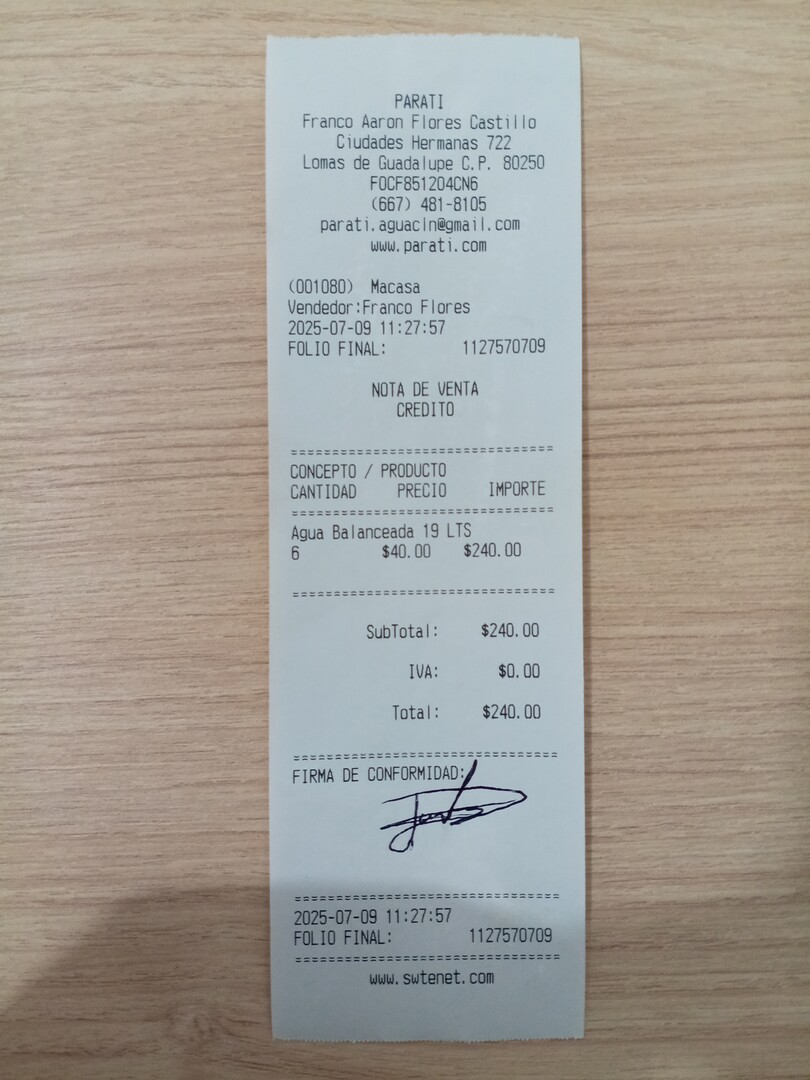 PARATI
Franco Aaron Flores Castillo
Ciudades Hermanas 722
Lomas de Guadalupe C.P. 80250
FOCF851204CN6
(667) 481-8105
parati.aguacln@gmail.com
www.parati.com
(001080) Macasa
Vendedor:Franco Flores
2025-07-09 11:27:57
FOLIO FINAL: 1127570709
NOTA DE VENTA
CREDITO
================================
CONCEPTO / PRODUCTO
CANTIDAD PRECIO IMPORTE
================================
Agua Balanceada 19 LTS
6 $40.00 $240.00
================================
SubTotal: $240.00
IVA: $0.00
Total: $240.00
================================
FIRMA DE CONFORMIDAD:
================================
2025-07-09 11:27:57
FOLIO FINAL: 1127570709
================================
www.swtenet.com